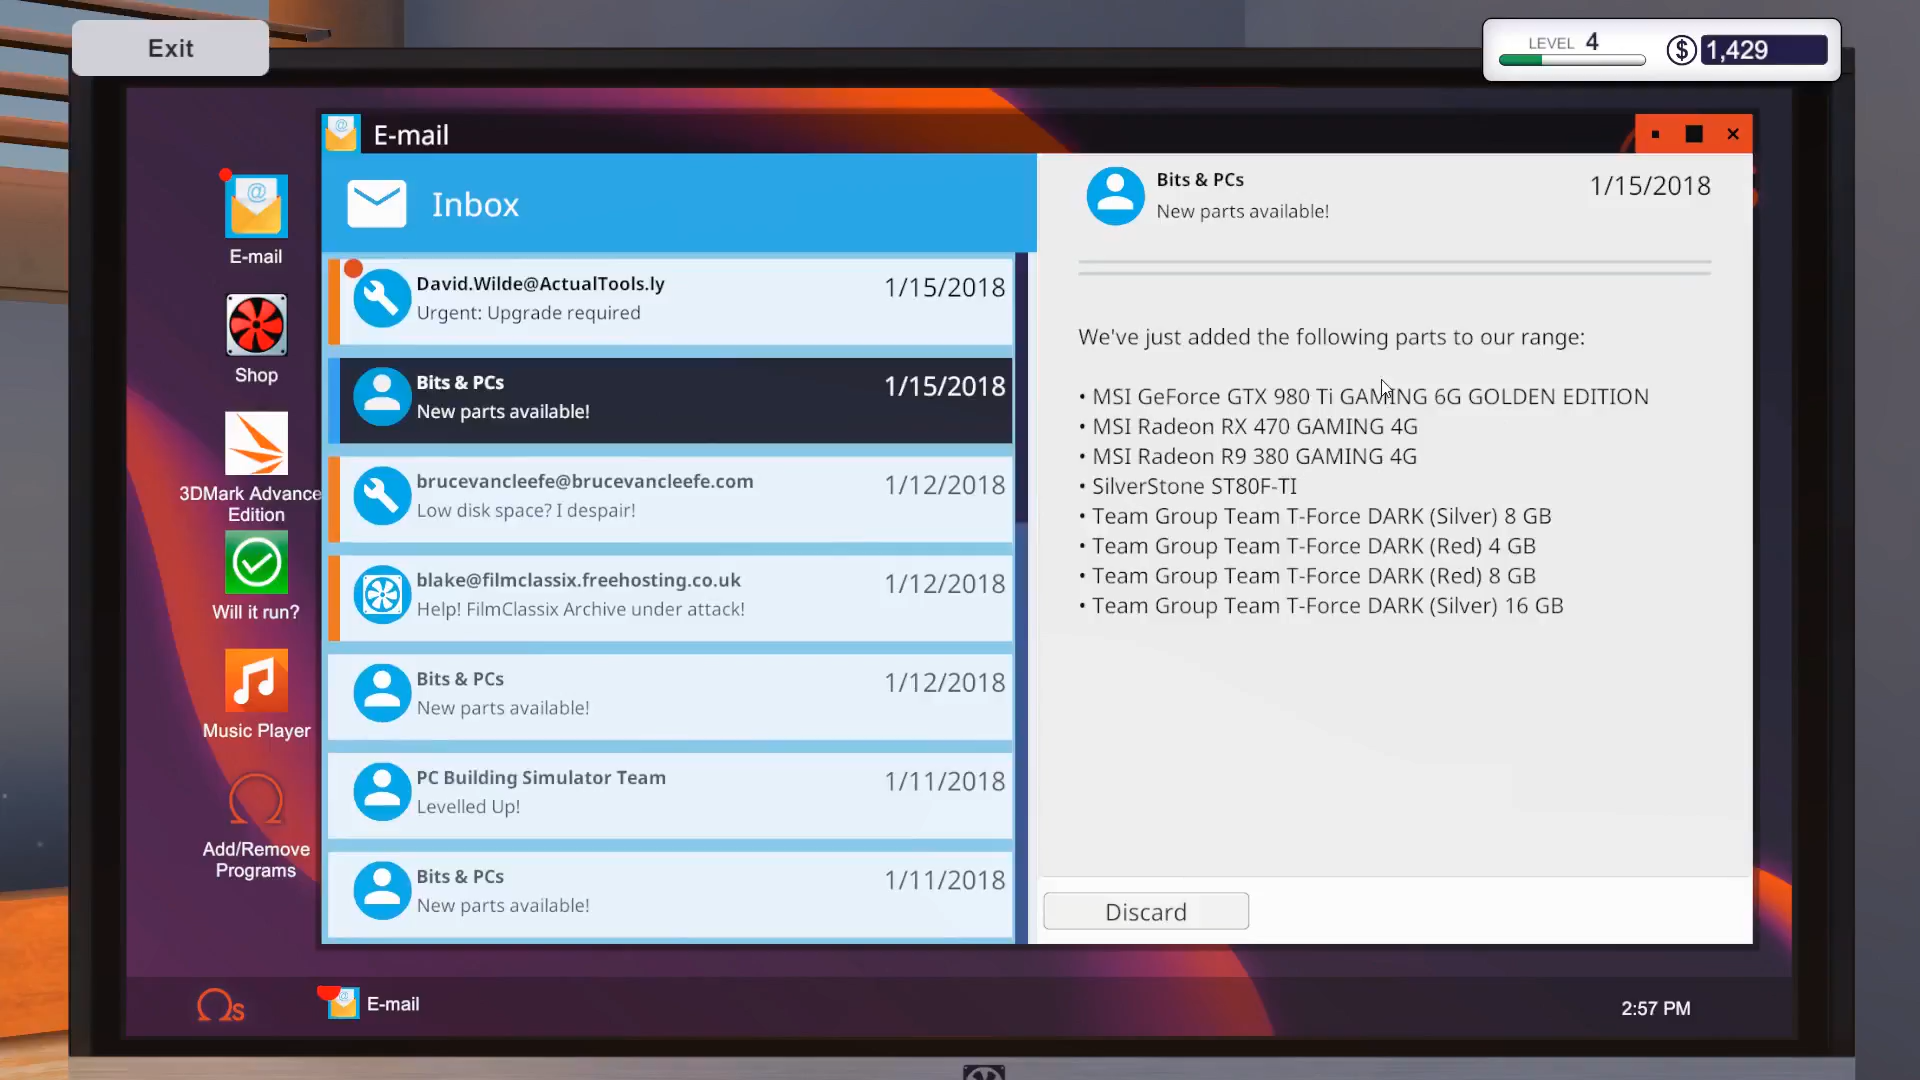 Exit
LEVEL 4
$ 1,429
E-mail
E-mail
Shop
3DMark Advance
Edition
Will it run?
Music Player
Add/Remove
Programs
Inbox
David.Wilde@ActualTools.ly
1/15/2018
Urgent: Upgrade required
Bits & PCs
1/15/2018
New parts available!
brucevancleefe@brucevancleefe.com
1/12/2018
Low disk space? I despair!
blake@filmclassix.freehosting.co.uk
1/12/2018
Help! FilmClassix Archive under attack!
Bits & PCs
1/12/2018
New parts available!
PC Building Simulator Team
1/11/2018
Levelled Up!
Bits & PCs
1/11/2018
New parts available!
Bits & PCs
1/15/2018
New parts available!
We've just added the following parts to our range:
• MSI GeForce GTX 980 Ti GAMING 6G GOLDEN EDITION
• MSI Radeon RX 470 GAMING 4G
• MSI Radeon R9 380 GAMING 4G
• SilverStone ST80F-TI
• Team Group Team T-Force DARK (Silver) 8 GB
• Team Group Team T-Force DARK (Red) 4 GB
• Team Group Team T-Force DARK (Red) 8 GB
• Team Group Team T-Force DARK (Silver) 16 GB
Discard
Ωs
E-mail
2:57 PM